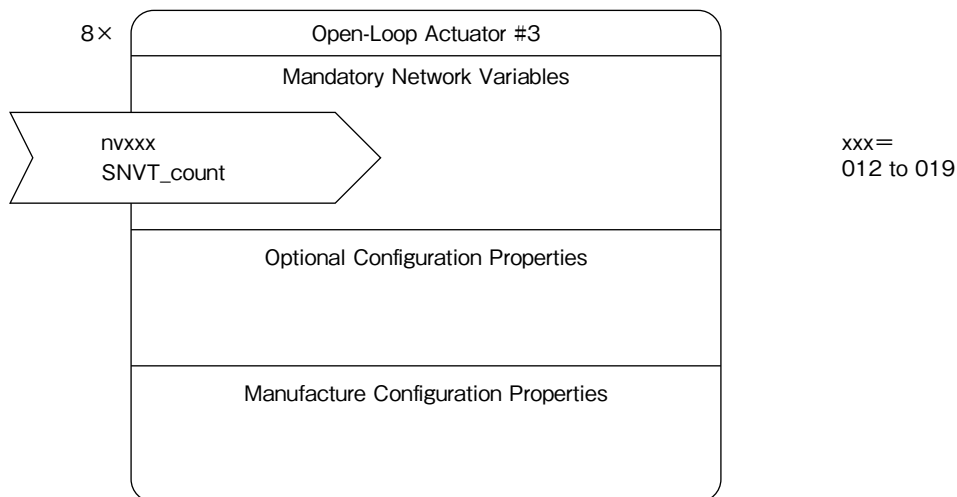 8×
Open-Loop Actuator #3
Mandatory Network Variables
nvxxx
SNVT_count
xxx=
012 to 019
Optional Configuration Properties
Manufacture Configuration Properties